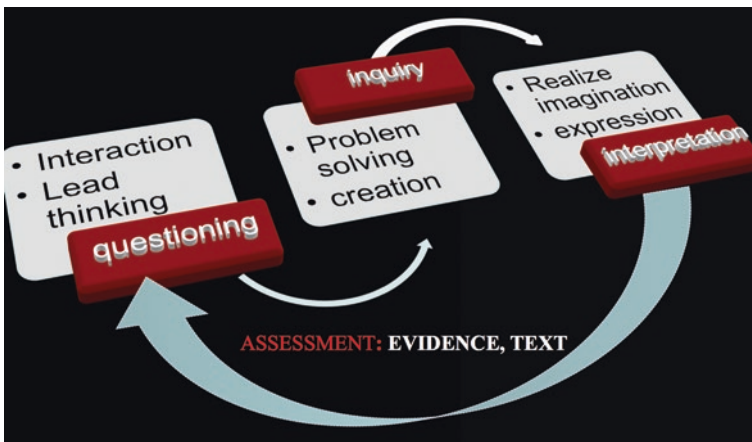 • Interaction
• Lead
thinking
questioning
inquiry
• Problem
solving
• creation
• Realize
imagination
• expression
interpretation
ASSESSMENT: EVIDENCE, TEXT